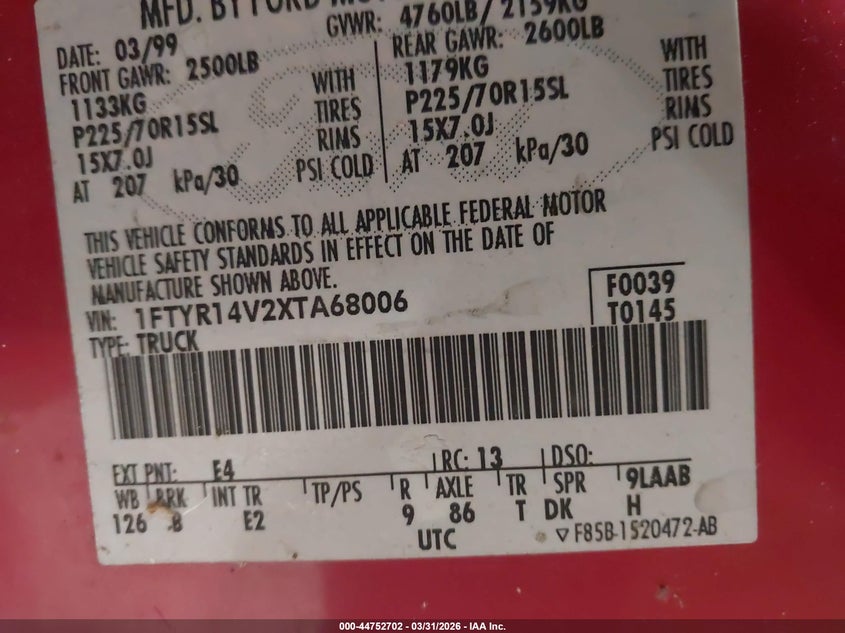 MFD. BY FORD MO
GVWR: 4760LB/ 2159KG
DATE: 03/99
FRONT GAWR: 2500LB
1133KG WITH
P225/70R15SL TIRES
15X7.0J RIMS
AT 207 kPa/30 PSI COLD
REAR GAWR: 2600LB
1179KG WITH
P225/70R15SL TIRES
15X7.0J RIMS
AT 207 kPa/30 PSI COLD
THIS VEHICLE CONFORMS TO ALL APPLICABLE FEDERAL MOTOR
VEHICLE SAFETY STANDARDS IN EFFECT ON THE DATE OF
MANUFACTURE SHOWN ABOVE.
VIN: 1FTYR14V2XTA68006
TYPE: TRUCK
F0039
T0145
EXT PNT: E4 RC: 13 DSO:
WB BRK INT TR TP/PS R AXLE TR SPR 9LAAB
126 B E2 9 86 T DK H
UTC
F85B-1520472-AB
000-44752702 - 03/31/2026 - IAA Inc.